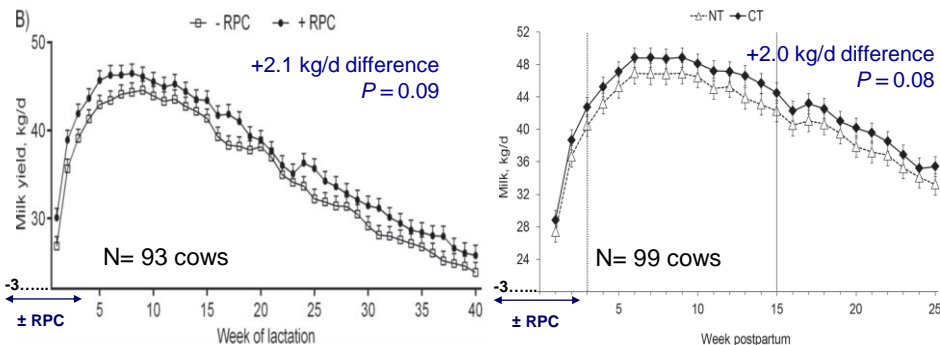 B)
- RPC + RPC
50
40
30
Milk yield, kg/d
+2.1 kg/d difference
P = 0.09
N= 93 cows
-3......
± RPC
0 5 10 15 20 25 30 35 40
Week of lactation
NT CT
52
48
44
40
36
32
28
24
Milk, kg/d
+2.0 kg/d difference
P = 0.08
N= 99 cows
-3......
± RPC
5 10 15 20 25
Week postpartum